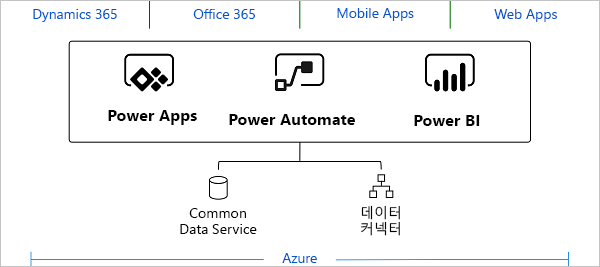 Dynamics 365 Office 365 Mobile Apps Web Apps
Power Apps Power Automate Power BI
Common
Data Service
데이터
커넥터
Azure